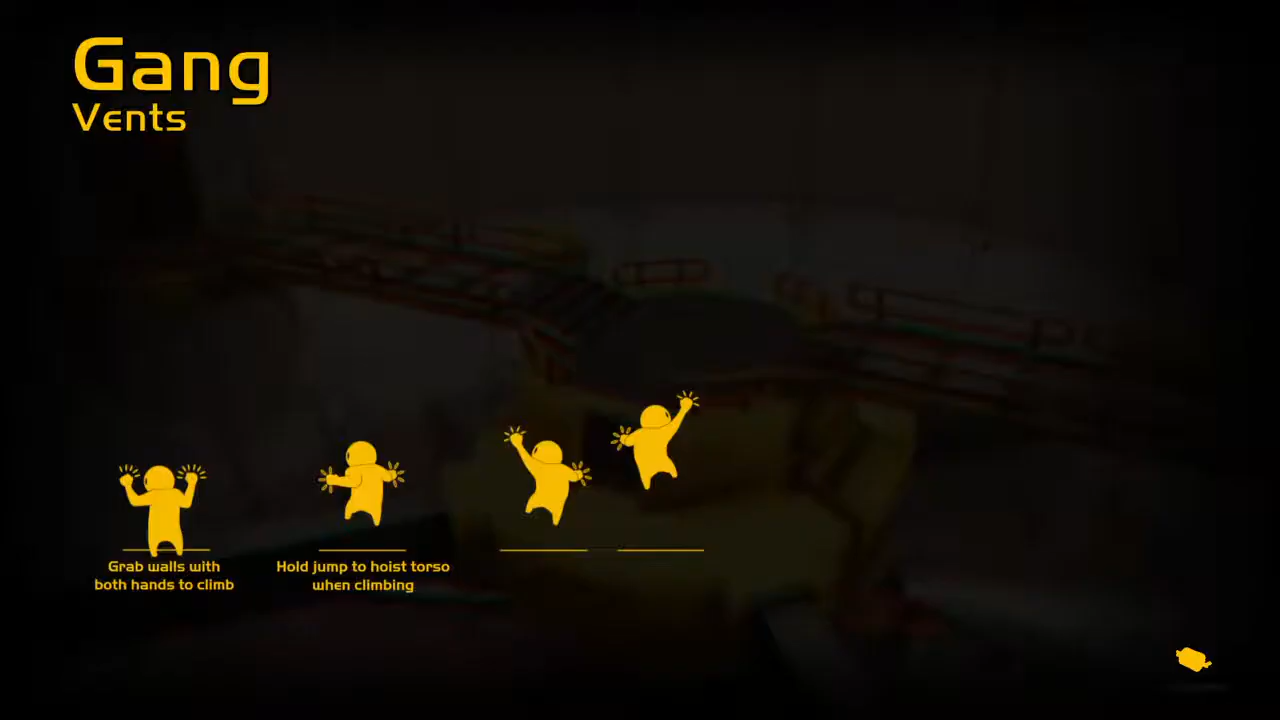 Gang
Vents
Grab walls with
both hands to climb
Hold jump to hoist torso
when climbing